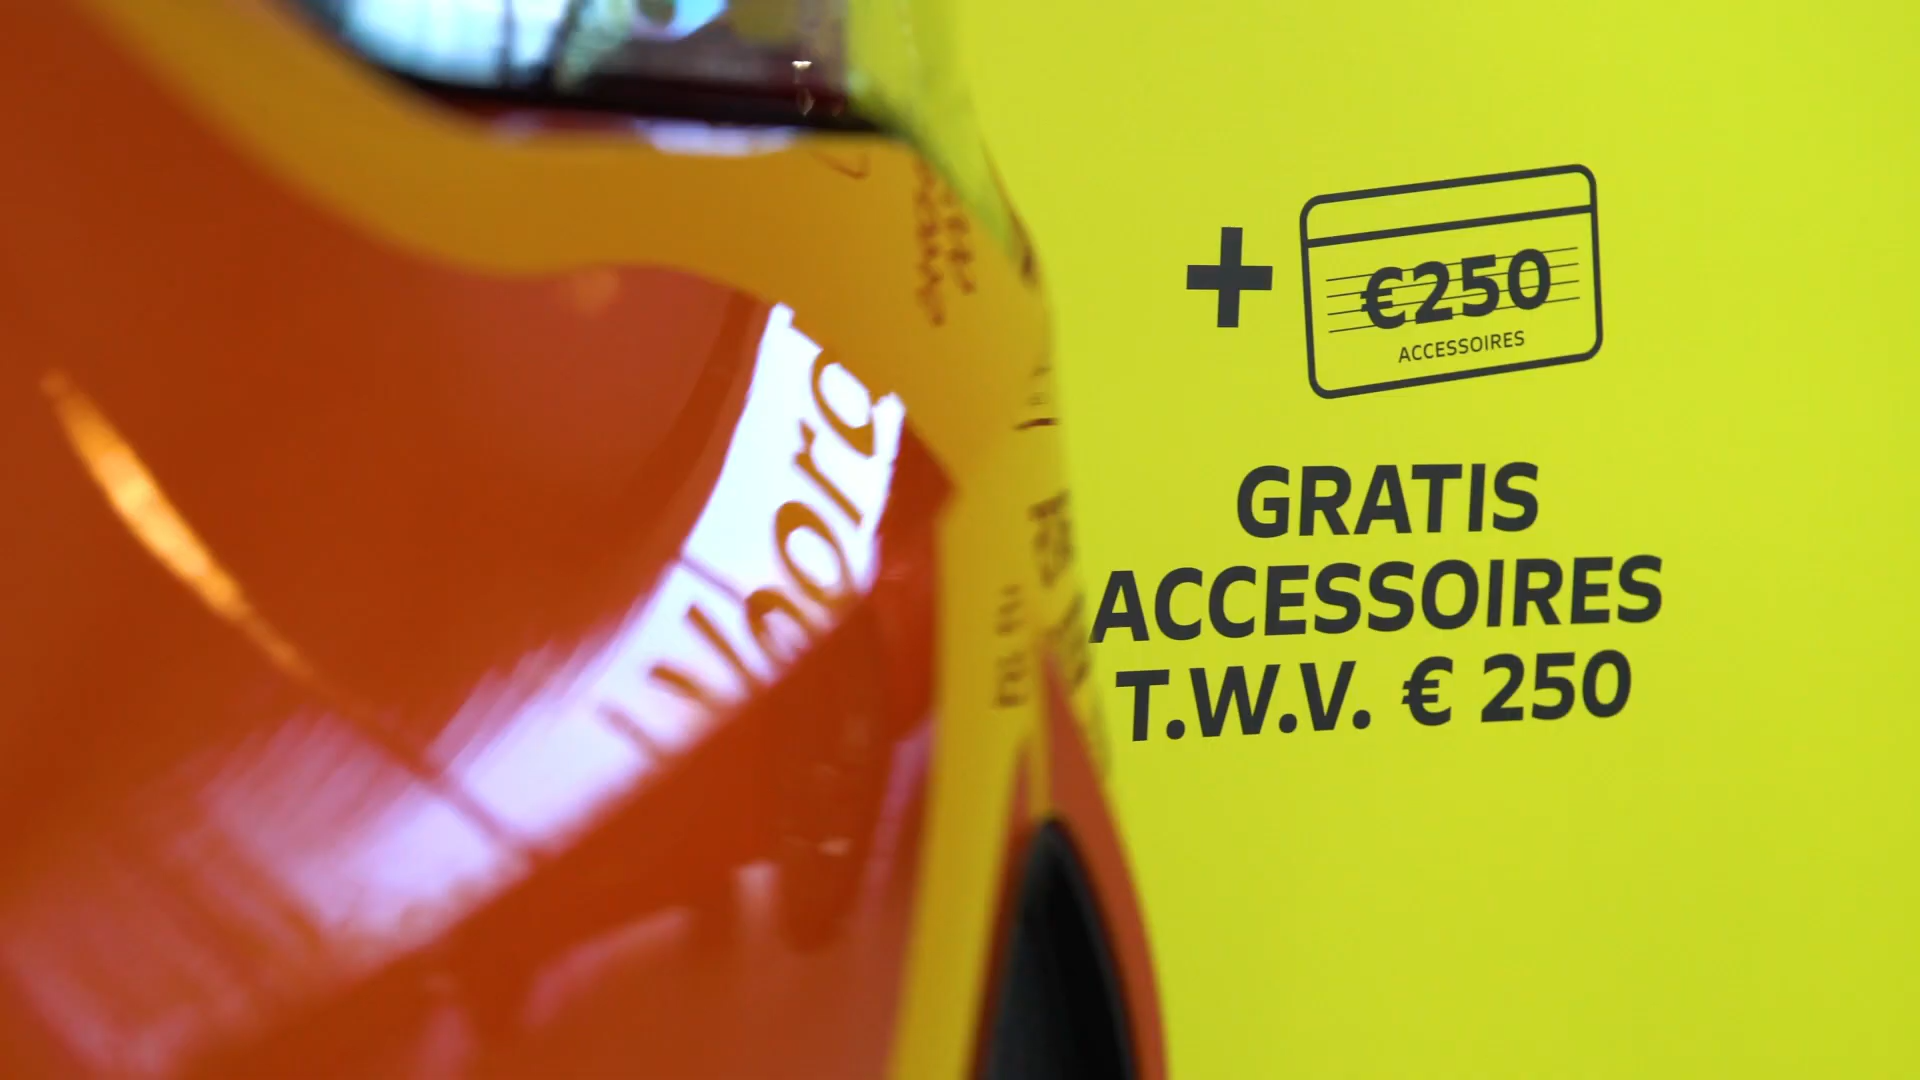 + €250
ACCESSOIRES
GRATIS
ACCESSOIRES
T.W.V. € 250